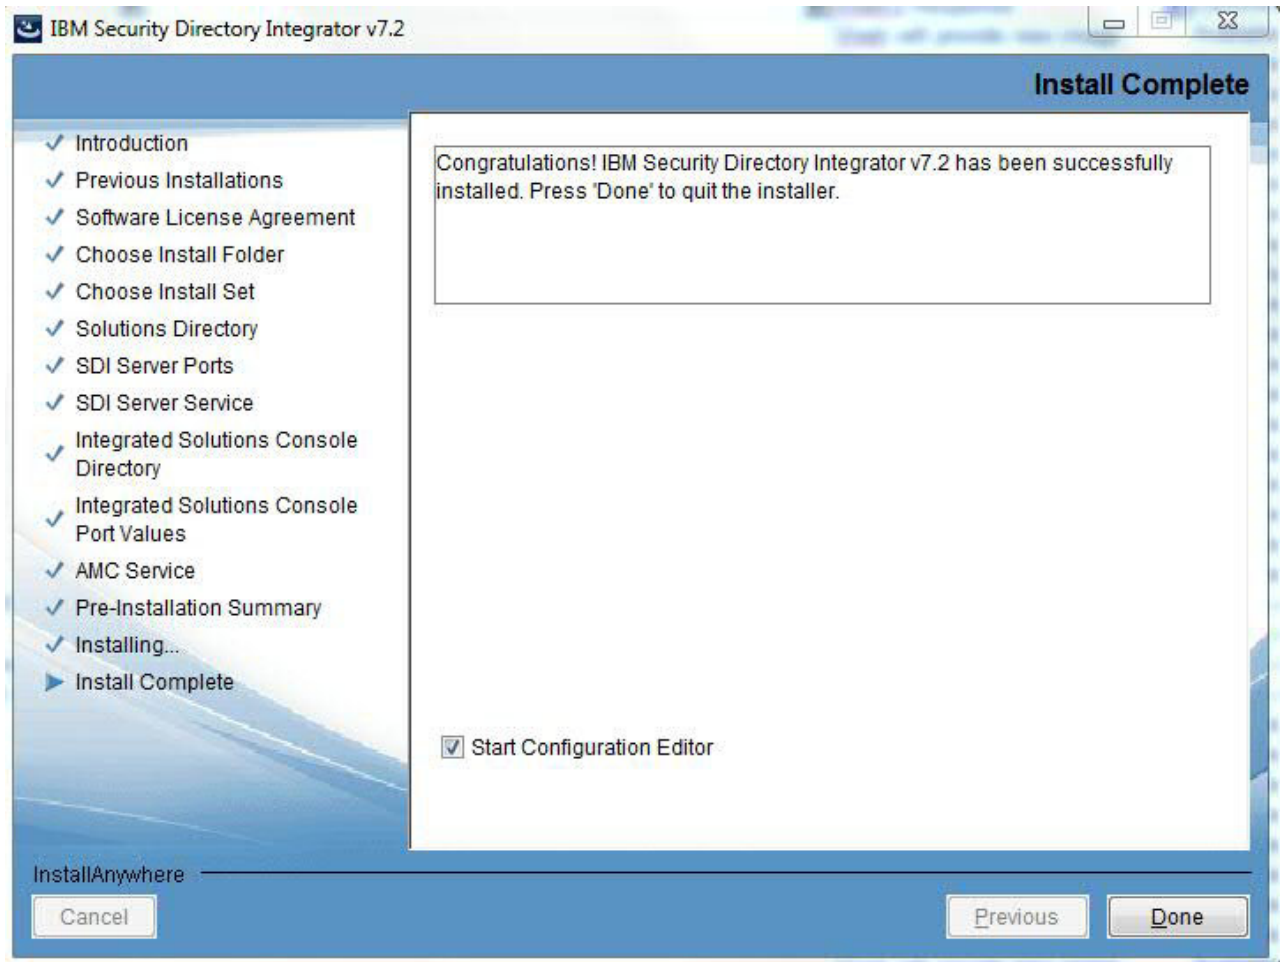 IBM Security Directory Integrator v7.2
Install Complete
Introduction
Previous Installations
Software License Agreement
Choose Install Folder
Choose Install Set
Solutions Directory
SDI Server Ports
SDI Server Service
Integrated Solutions Console
Directory
Integrated Solutions Console
Port Values
AMC Service
Pre-Installation Summary
Installing...
Install Complete
Congratulations! IBM Security Directory Integrator v7.2 has been successfully
installed. Press 'Done' to quit the installer.
Start Configuration Editor
InstallAnywhere
Cancel
Previous
Done